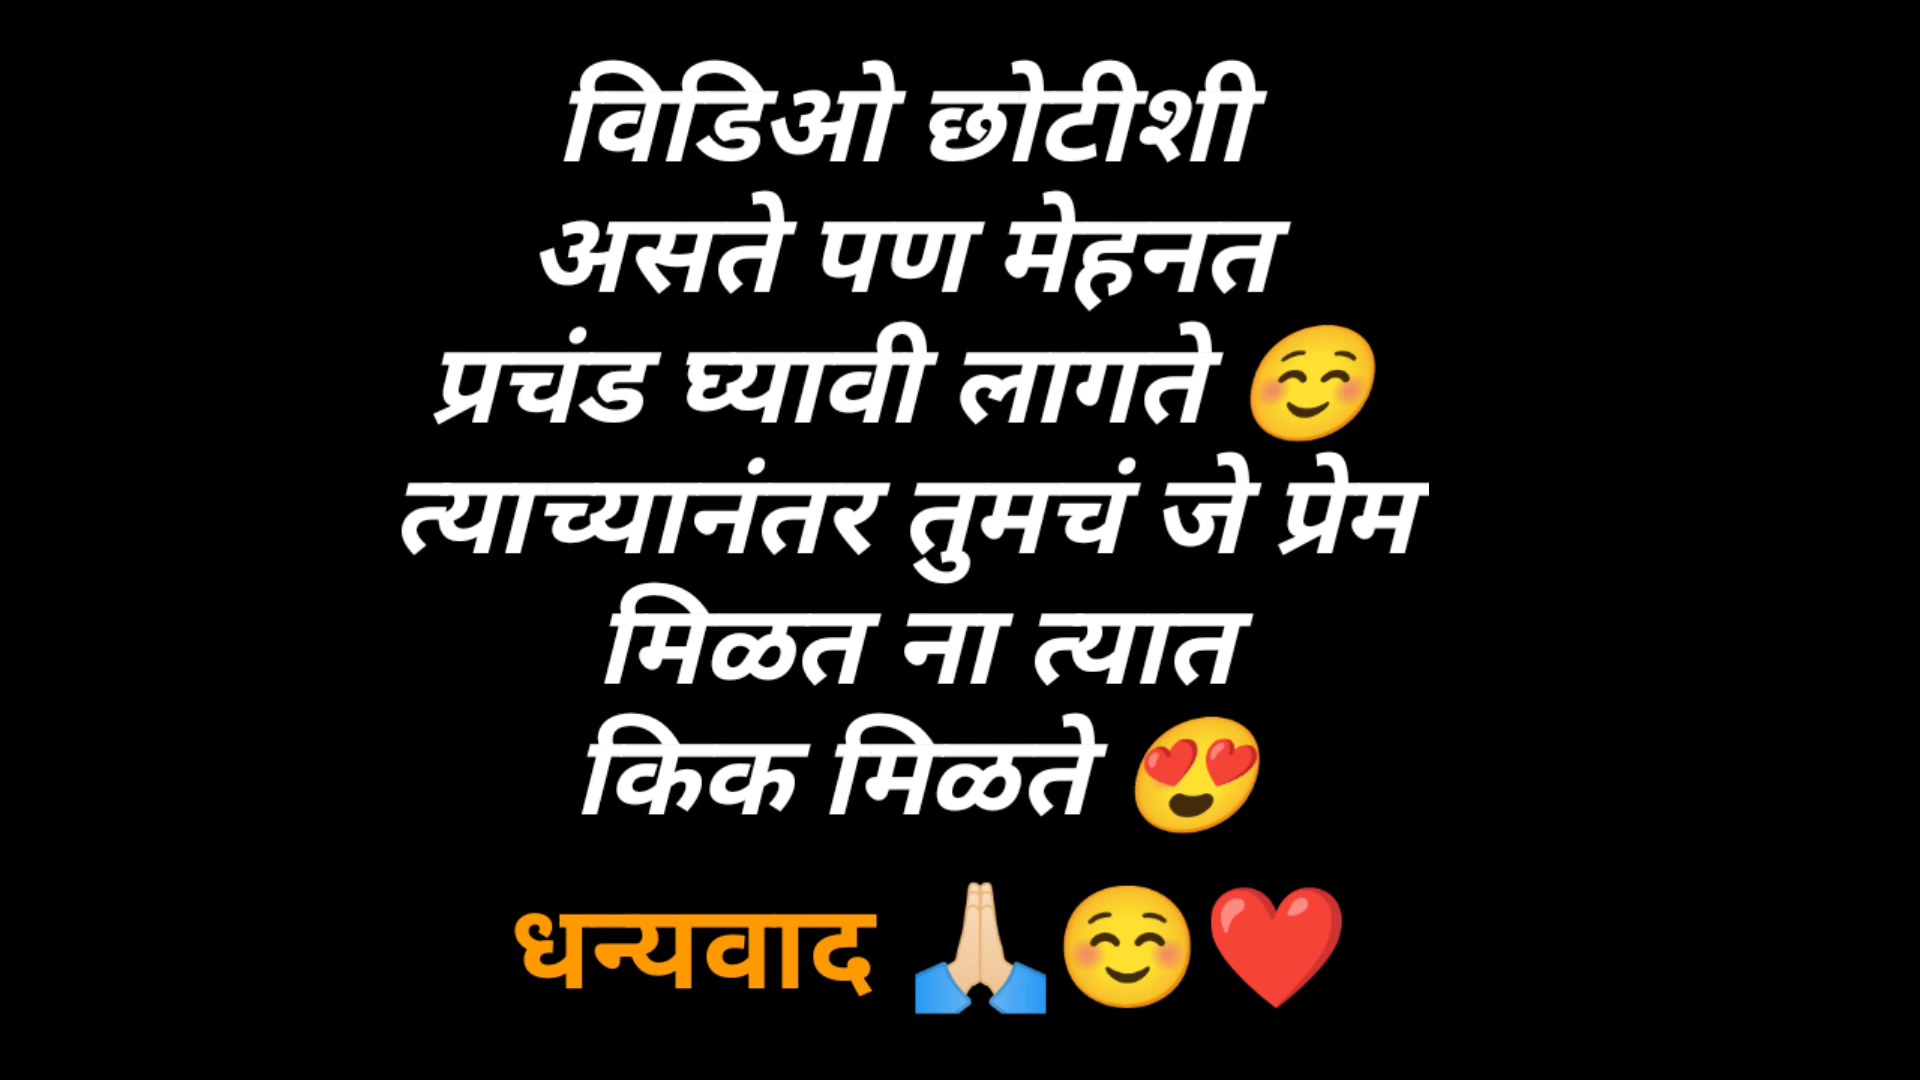 विडिओ छोटीशी
असते पण मेहनत
प्रचंड घ्यावी लागते ☺️
त्याच्यानंतर तुमचं जे प्रेम
मिळत ना त्यात
किक मिळते 😍
धन्यवाद 🙏🏻☺️❤️